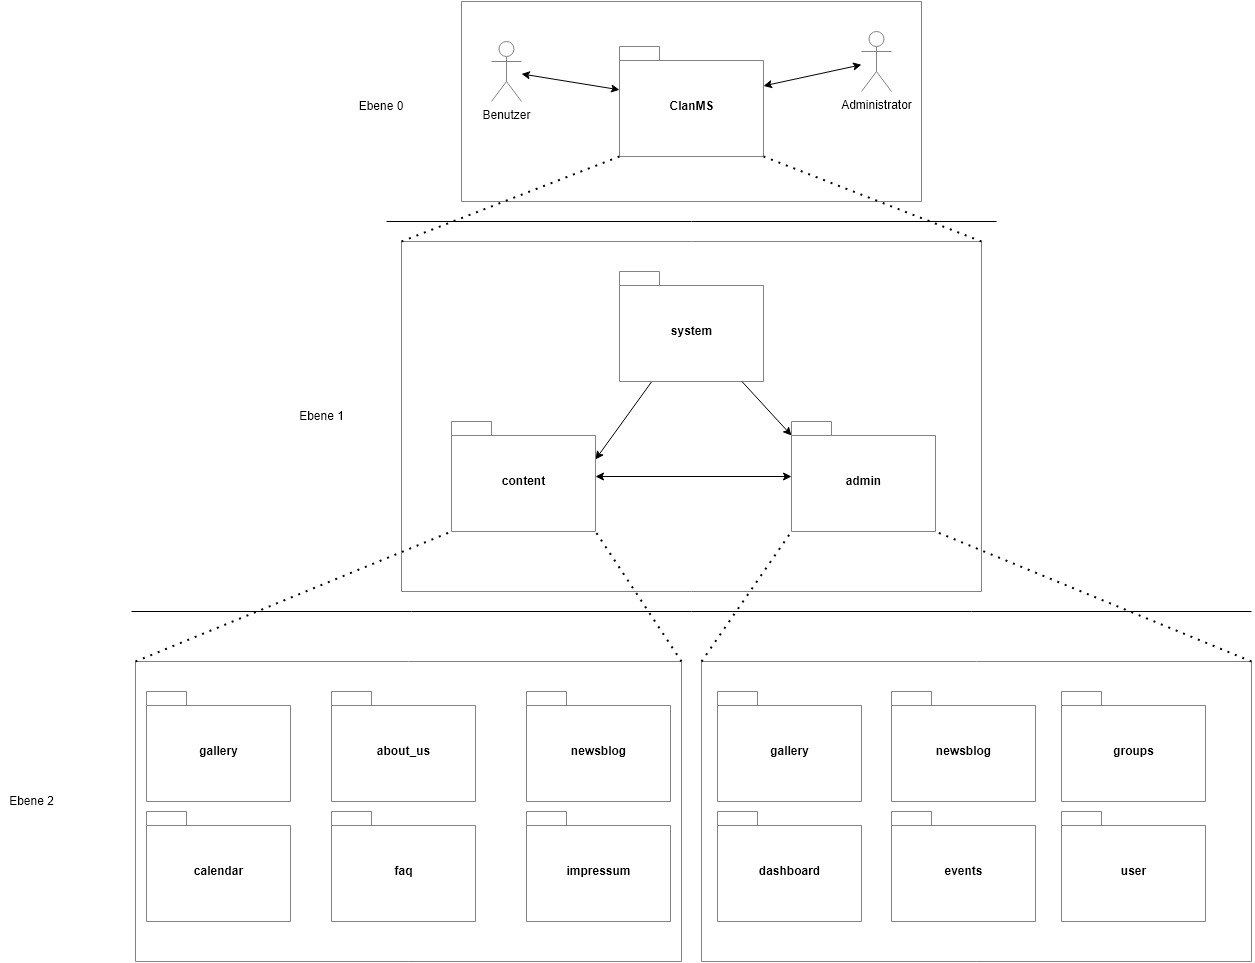 Benutzer
ClanMS
Administrator
Ebene 0
system
Ebene 1
content
admin
gallery
about_us
newsblog
gallery
newsblog
groups
Ebene 2
calendar
faq
impressum
dashboard
events
user